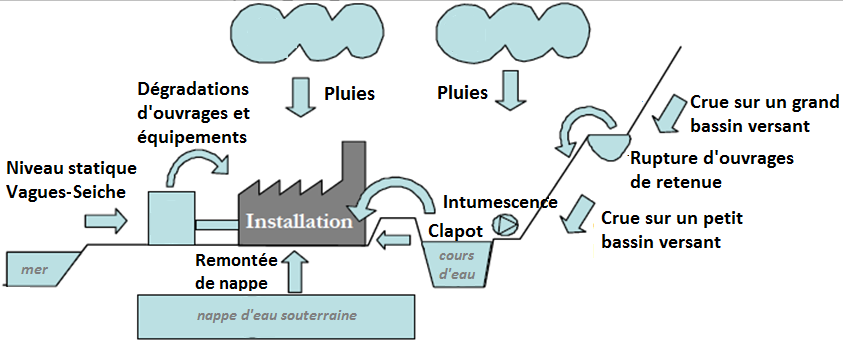 Dégradations
d'ouvrages et
équipements
Pluies
Pluies
Crue sur un grand
bassin versant
Niveau statique
Vagues-Seiche
Rupture d'ouvrages
de retenue
Installation
Intumescence
Crue sur un petit
bassin versant
Clapot
Remontée
de nappe
mer
cours
d'eau
nappe d'eau souterraine